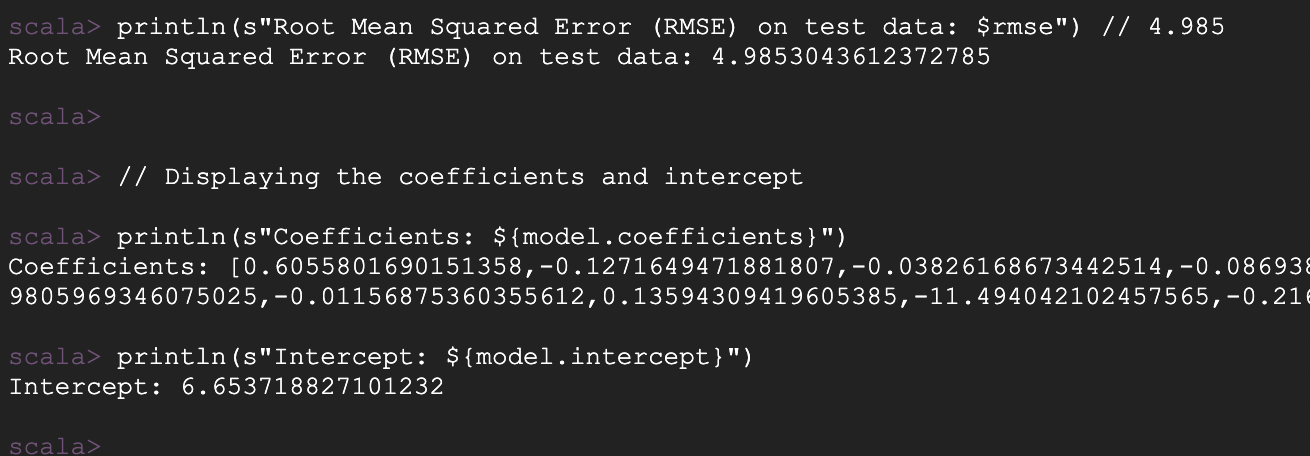 scala> println(s"Root Mean Squared Error (RMSE) on test data: $rmse") // 4.985
Root Mean Squared Error (RMSE) on test data: 4.9853043612372785
scala>
scala> // Displaying the coefficients and intercept
scala> println(s"Coefficients: ${model.coefficients}")
Coefficients: [0.6055801690151358,-0.1271649471881807,-0.03826168673442514,-0.08693
9805969346075025,-0.01156875360355612,0.13594309419605385,-11.494042102457565,-0.21
scala> println(s"Intercept: ${model.intercept}")
Intercept: 6.653718827101232
scala>